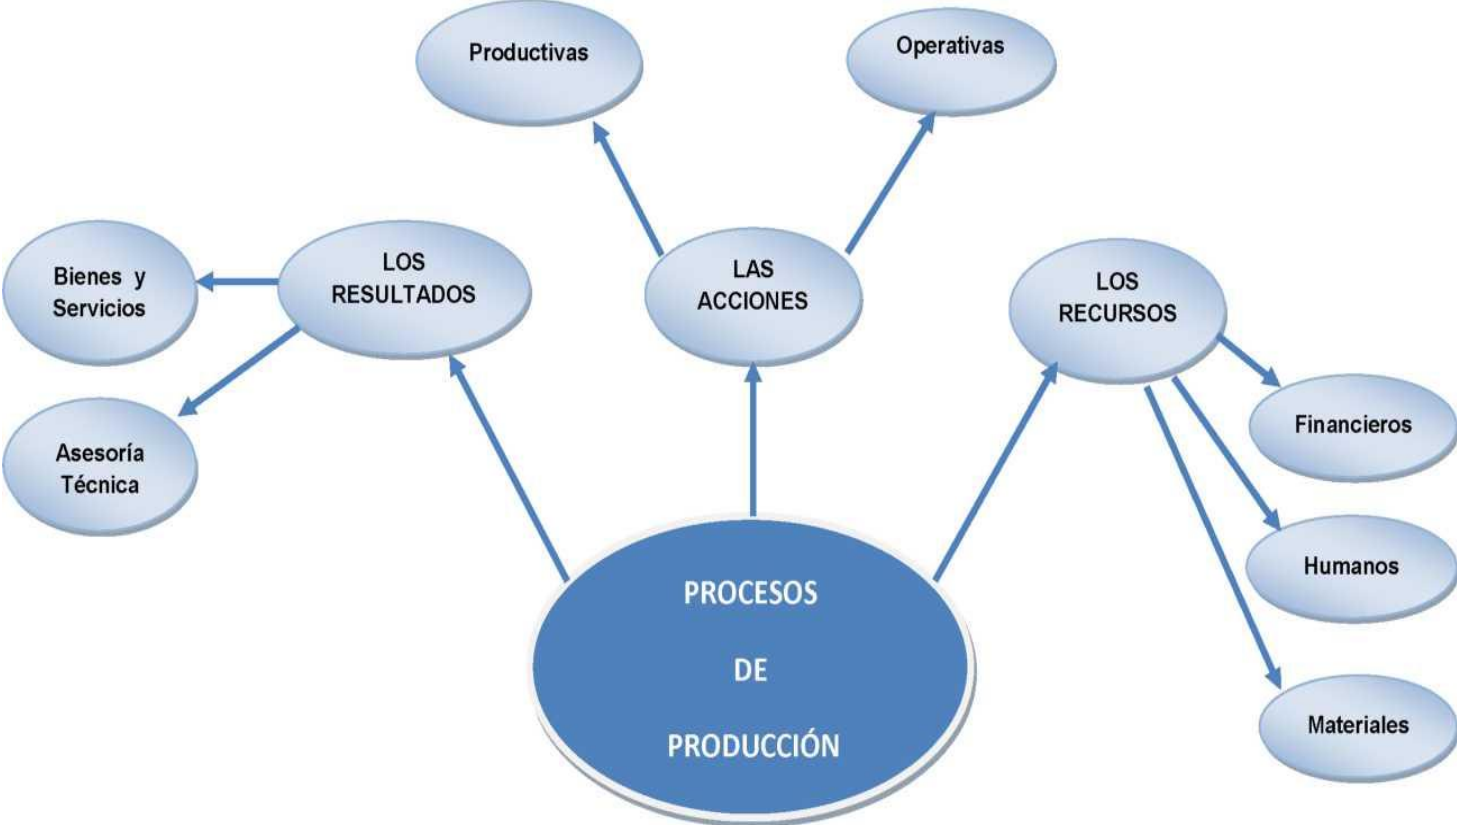 Productivas
Operativas
Bienes y
Servicios
LOS
RESULTADOS
LAS
ACCIONES
LOS
RECURSOS
Asesoría
Técnica
Financieros
Humanos
Materiales
PROCESOS
DE
PRODUCCIÓN